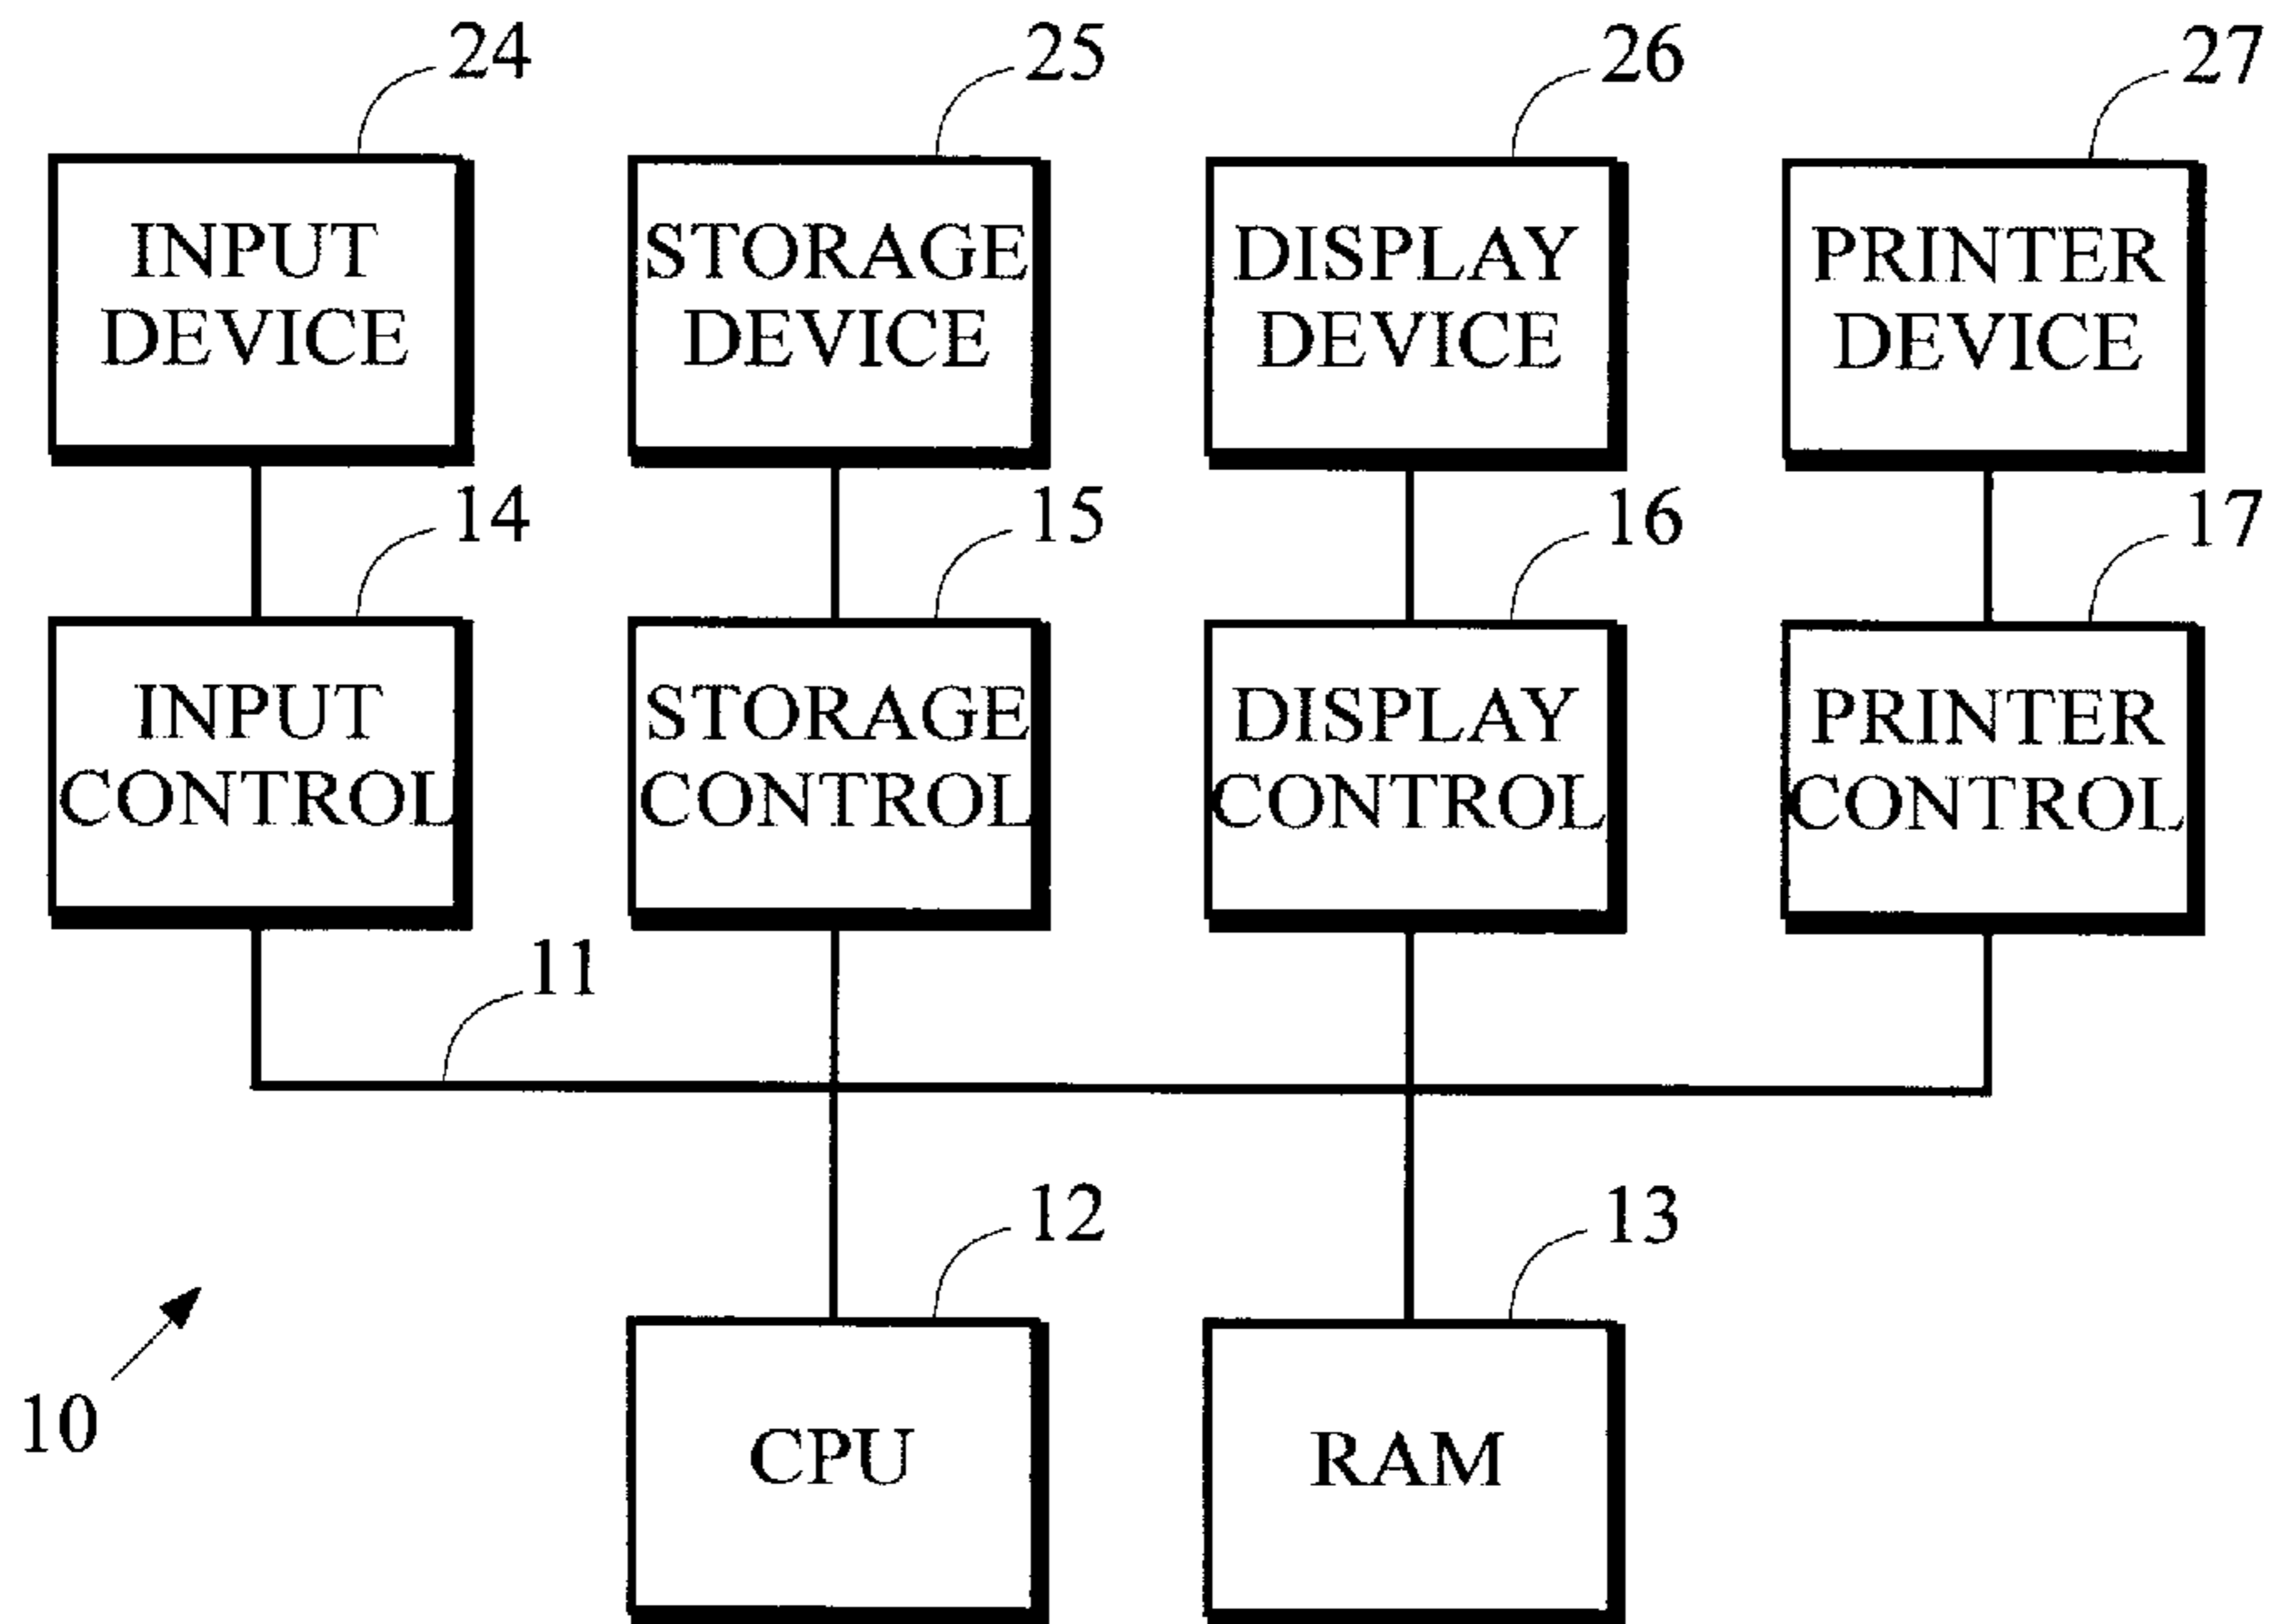 24 25 26 27
INPUT DEVICE
STORAGE DEVICE
DISPLAY DEVICE
PRINTER DEVICE
14 15 16 17
INPUT CONTROL
STORAGE CONTROL
DISPLAY CONTROL
PRINTER CONTROL
11
12 13
10
CPU
RAM